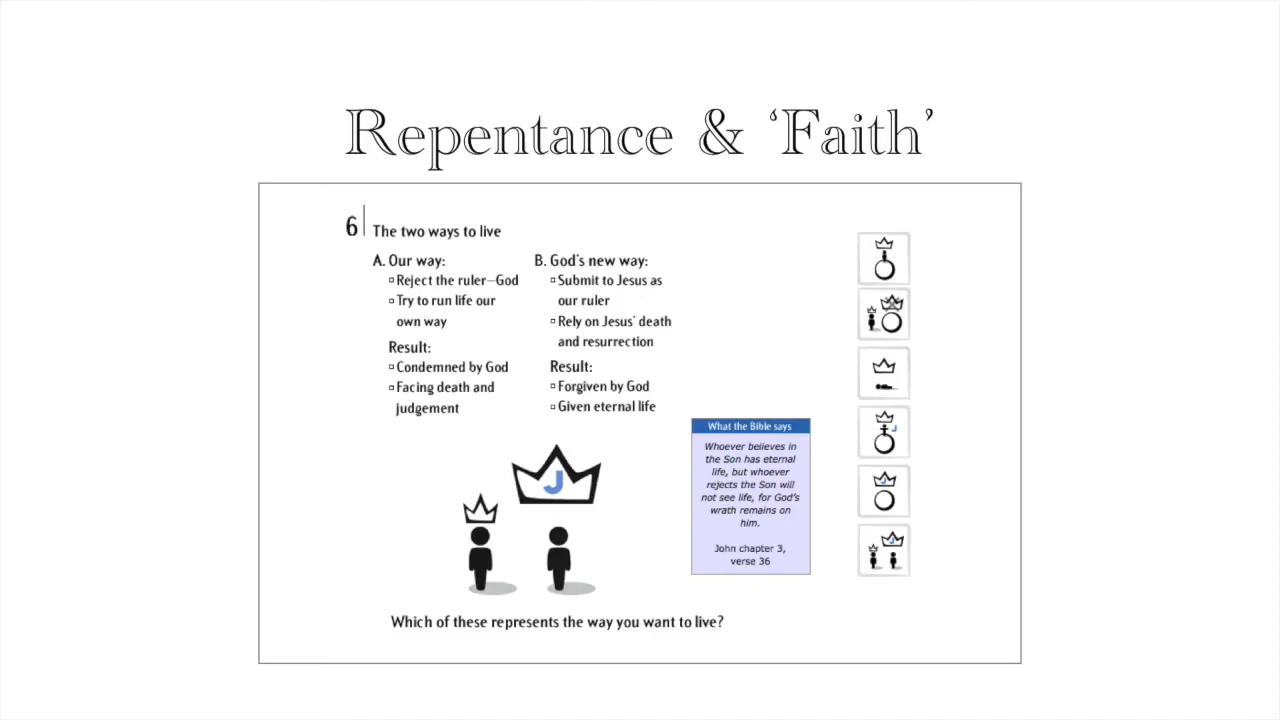 Repentance & ‘Faith’
6 The two ways to live
A. Our way:
▫ Reject the ruler—God
▫ Try to run life our
own way
Result:
▫ Condemned by God
▫ Facing death and
judgement
B. God's new way:
▫ Submit to Jesus as
our ruler
▫ Rely on Jesus' death
and resurrection
Result:
▫ Forgiven by God
▫ Given eternal life
J
What the Bible says
Whoever believes in
the Son has eternal
life, but whoever
rejects the Son will
not see life, for God's
wrath remains on
him.
John chapter 3,
verse 36
J
J
J
Which of these represents the way you want to live?